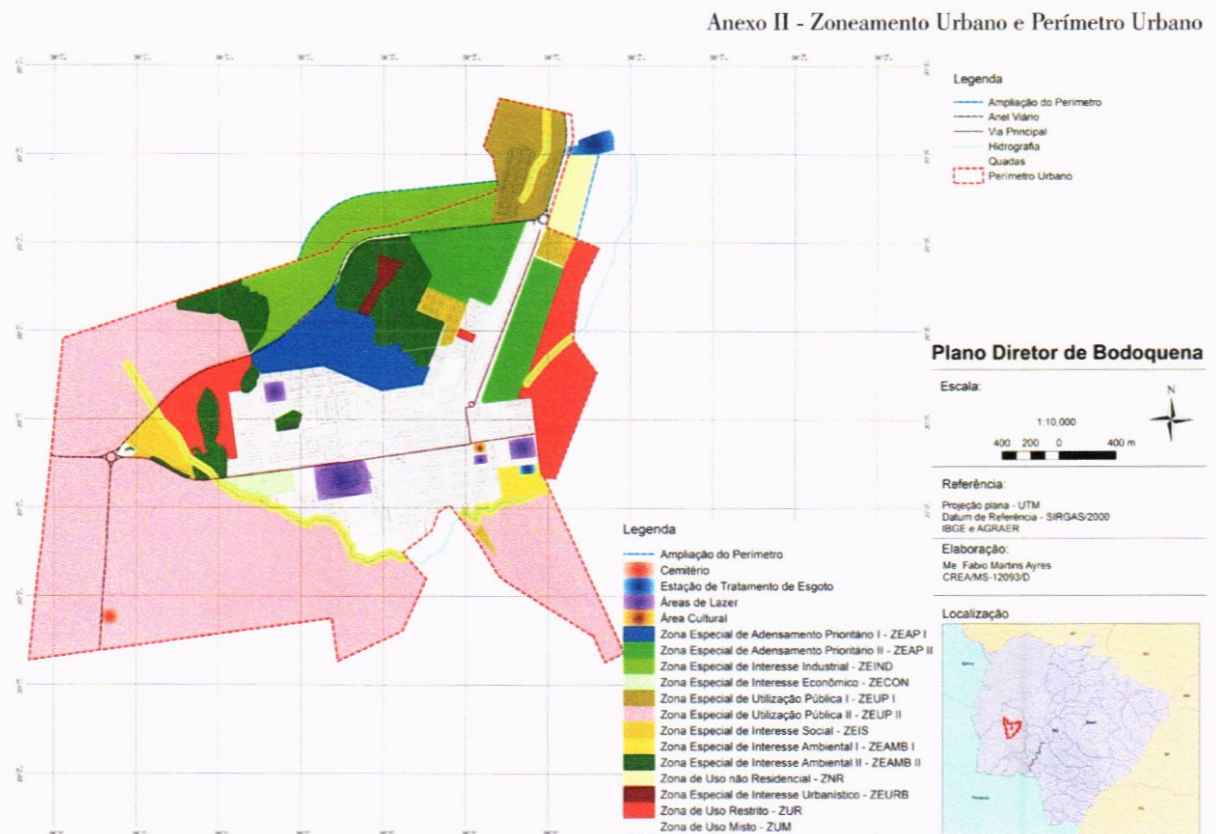 Anexo II - Zoneamento Urbano e Perímetro Urbano
Legenda
Ampliação do Perimetro
Anel Viário
Via Principal
Hidrografia
Quadas
Perímetro Urbano
Plano Diretor de Bodoquena
Escala:
N
1:10.000
400 200 0 400 m
Referência:
Projeção plana - UTM
Datum de Referência - SIRGAS/2000
IBGE e AGRAER
Elaboração:
Me Fabio Martins Ayres
CREA/MS-12093/D
Localização
Legenda
Ampliação do Perímetro
Cemitério
Estação de Tratamento de Esgoto
Áreas de Lazer
Área Cultural
Zona Especial de Adensamento Prioritário I - ZEAP I
Zona Especial de Adensamento Prioritário II - ZEAP II
Zona Especial de Interesse Industrial - ZEIND
Zona Especial de Interesse Econômico - ZECON
Zona Especial de Utilização Pública I - ZEUP I
Zona Especial de Utilização Pública II - ZEUP II
Zona Especial de Interesse Social - ZEIS
Zona Especial de Interesse Ambiental I - ZEAMB I
Zona Especial de Interesse Ambiental II - ZEAMB II
Zona de Uso não Residencial - ZNR
Zona Especial de Interesse Urbanístico - ZEURB
Zona de Uso Restrito - ZUR
Zona de Uso Misto - ZUM